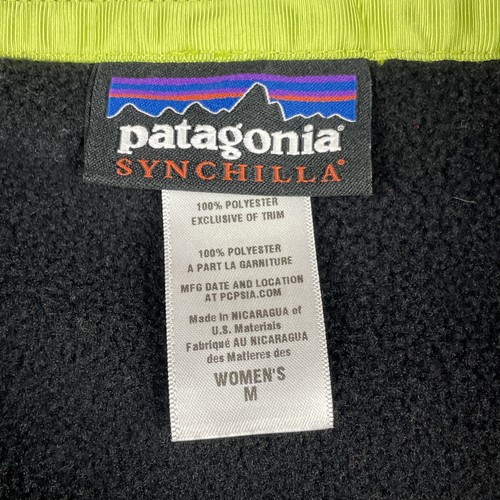 patagonia®
SYNCHILLA®
100% POLYESTER
EXCLUSIVE OF TRIM
100% POLYESTER
A PART LA GARNITURE
MFG DATE AND LOCATION
AT PCPSIA.COM
Made in NICARAGUA of
U.S. Materials
Fabriqué AU NICARAGUA
des Matieres des
WOMEN'S
M